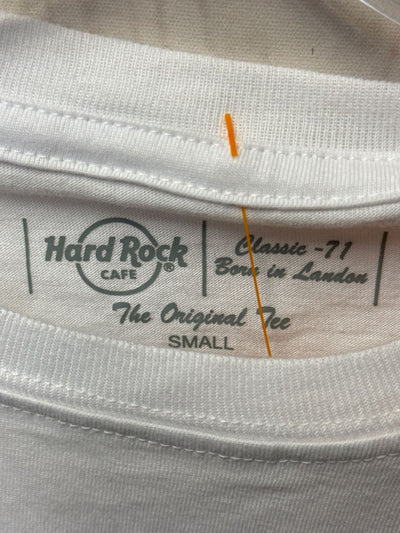 Hard Rock®
CAFE
Classic -71
Born in London
The Original Tee
SMALL